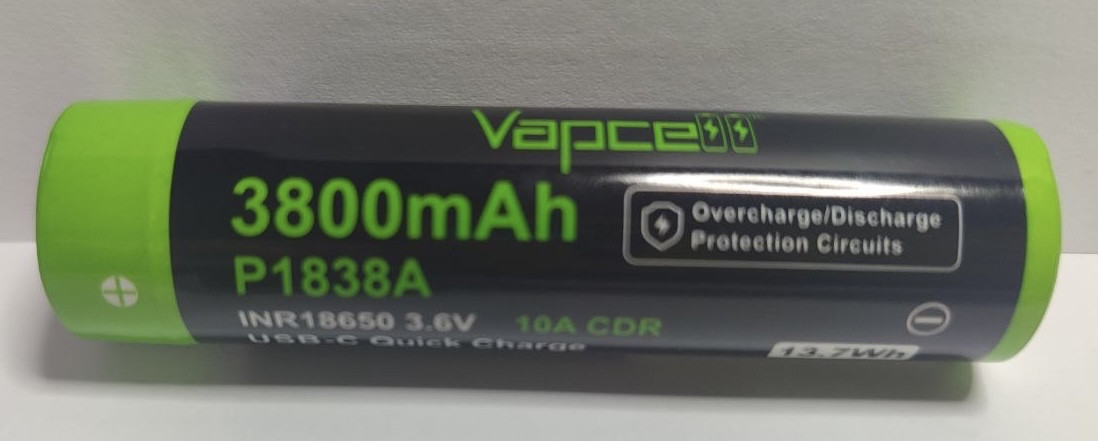 Vapcell
3800mAh
Overcharge/Discharge
Protection Circuits
P1838A
INR18650 3.6V 10A CDR
USB-C Quick Charge
13.7Wh